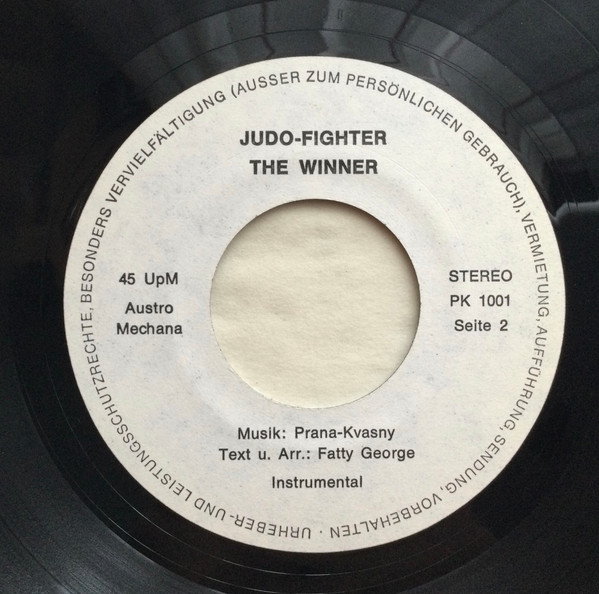 URHEBER- UND LEISTUNGSSCHUTZRECHTE, BESONDERS VERVIELFÄLTIGUNG (AUSSER ZUM PERSÖNLICHEN GEBRAUCH), VERMIETUNG, AUFFÜHRUNG, SENDUNG, VORBEHALTEN ·
JUDO-FIGHTER
THE WINNER
45 UpM
Austro
Mechana
STEREO
PK 1001
Seite 2
Musik: Prana-Kvasny
Text u. Arr.: Fatty George
Instrumental